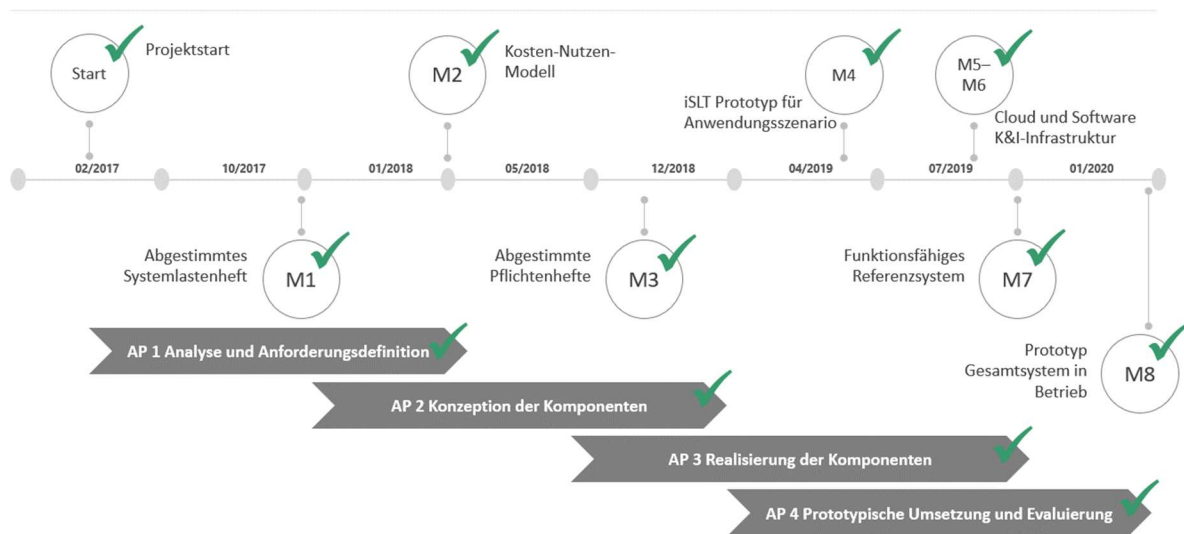 Start
Projektstart
M2
Kosten-Nutzen-
Modell
M4
iSLT Prototyp für
Anwendungsszenario
M5–
M6
Cloud und Software
K&I-Infrastruktur
02/2017
10/2017
01/2018
05/2018
12/2018
04/2019
07/2019
01/2020
Abgestimmtes
Systemlastenheft
M1
Abgestimmte
Pflichtenhefte
M3
Funktionsfähiges
Referenzsystem
M7
Prototyp
Gesamtsystem in
Betrieb
M8
AP 1 Analyse und Anforderungsdefinition
AP 2 Konzeption der Komponenten
AP 3 Realisierung der Komponenten
AP 4 Prototypische Umsetzung und Evaluierung